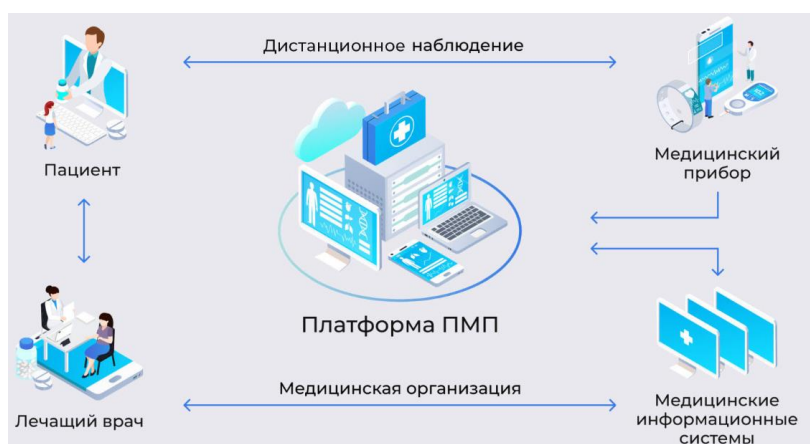 Дистанционное наблюдение
Пациент
Медицинский
прибор
Платформа ПМП
Лечащий врач
Медицинская организация
Медицинские
информационные
системы